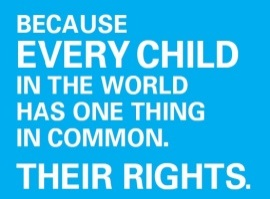 BECAUSE
EVERY CHILD
IN THE WORLD
HAS ONE THING
IN COMMON.
THEIR RIGHTS.